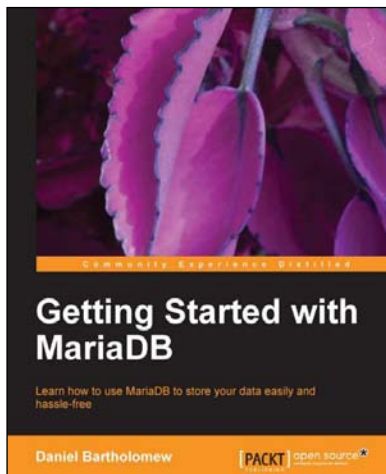 Community Experience Distilled
Getting Started with
MariaDB
Learn how to use MariaDB to store your data easily and
hassle-free
Daniel Bartholomew
[PACKT] open source*
PUBLISHING